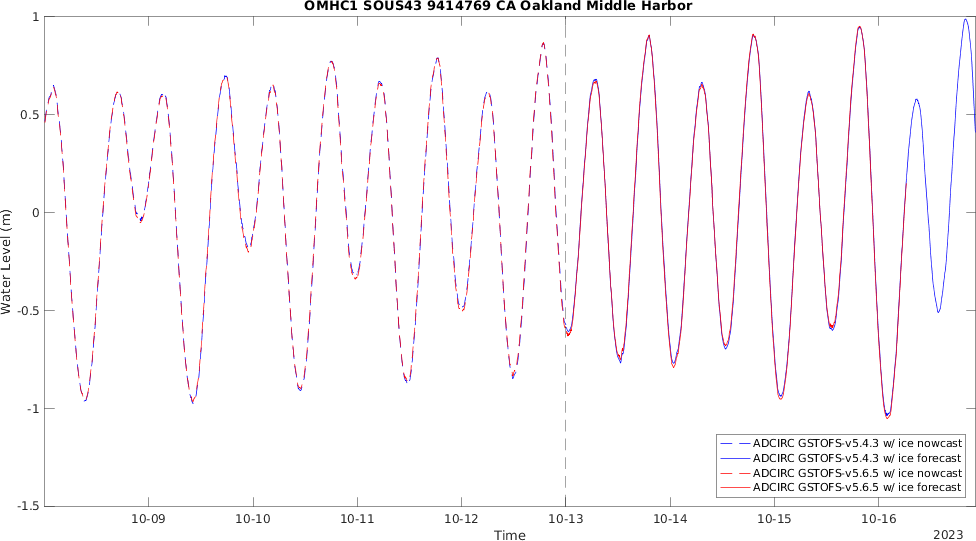 OMHC1 SOUS43 9414769 CA Oakland Middle Harbor
1
0.5
0
-0.5
-1
-1.5
Water Level (m)
10-09
10-10
10-11
10-12
10-13
10-14
10-15
10-16
Time
2023
ADCIRC GSTOFS-v5.4.3 w/ ice nowcast
ADCIRC GSTOFS-v5.4.3 w/ ice forecast
ADCIRC GSTOFS-v5.6.5 w/ ice nowcast
ADCIRC GSTOFS-v5.6.5 w/ ice forecast